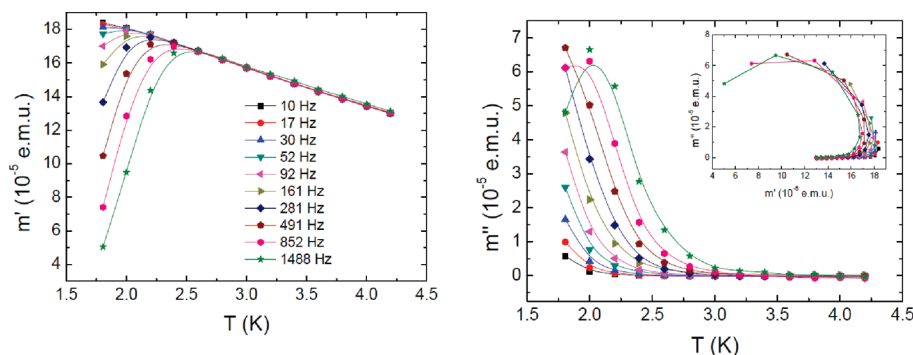 m' (10⁻⁵ e.m.u.)
18
16
14
12
10
8
6
4
10 Hz
17 Hz
30 Hz
52 Hz
92 Hz
161 Hz
281 Hz
491 Hz
852 Hz
1488 Hz
1.5 2.0 2.5 3.0 3.5 4.0 4.5
T (K)
m'' (10⁻⁵ e.m.u.)
7
6
5
4
3
2
1
0
1.5 2.0 2.5 3.0 3.5 4.0 4.5
T (K)
m'' (10⁻⁵ e.m.u.)
8
6
4
2
0
4 6 8 10 12 14 16 18
m' (10⁻⁵ e.m.u.)